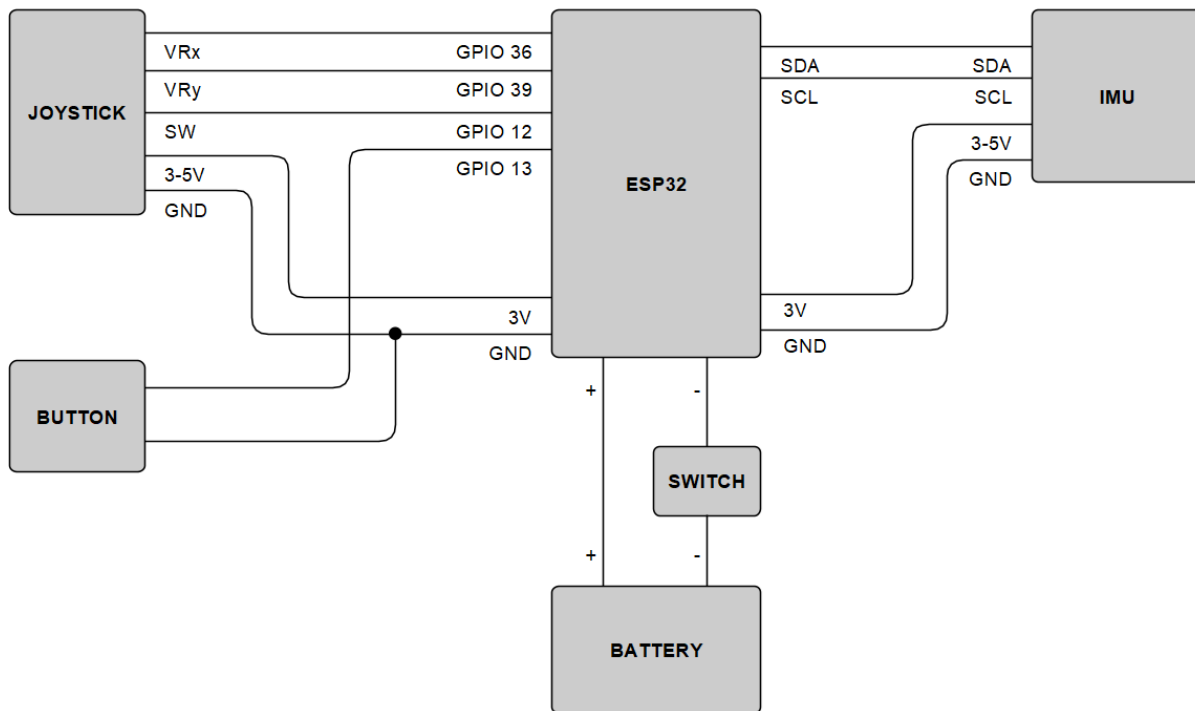 JOYSTICK
VRx
VRy
SW
3-5V
GND
GPIO 36
GPIO 39
GPIO 12
GPIO 13
3V
GND
ESP32
SDA
SCL
3V
GND
SDA
SCL
3-5V
GND
IMU
BUTTON
+
-
SWITCH
+
-
BATTERY